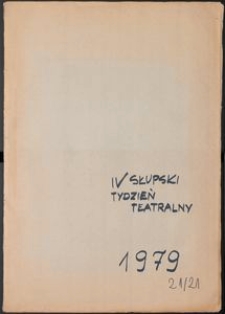 IV SŁUPSKI
TYDZIEŃ
TEATRALNY
1979
21/21